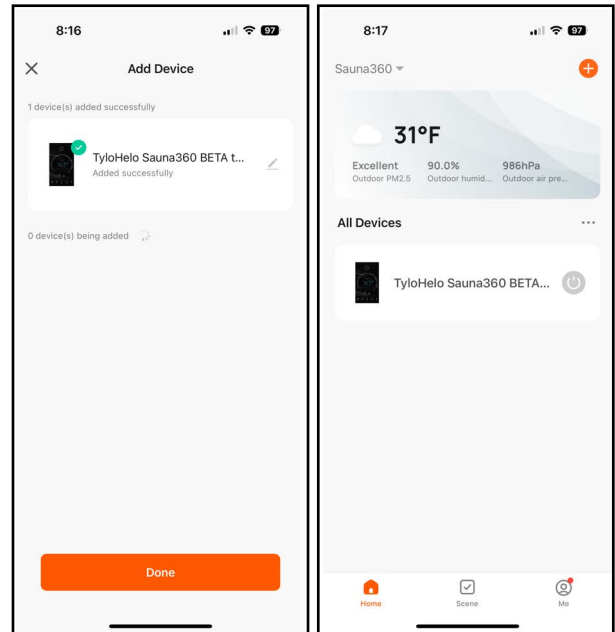 8:16
97
Add Device
1 device(s) added successfully
TyloHelo Sauna360 BETA t...
Added successfully
0 device(s) being added
Done
8:17
97
Sauna360
31°F
Excellent 90.0% 986hPa
Outdoor PM2.5 Outdoor humid... Outdoor air pre...
All Devices
TyloHelo Sauna360 BETA...
Home Scene Me